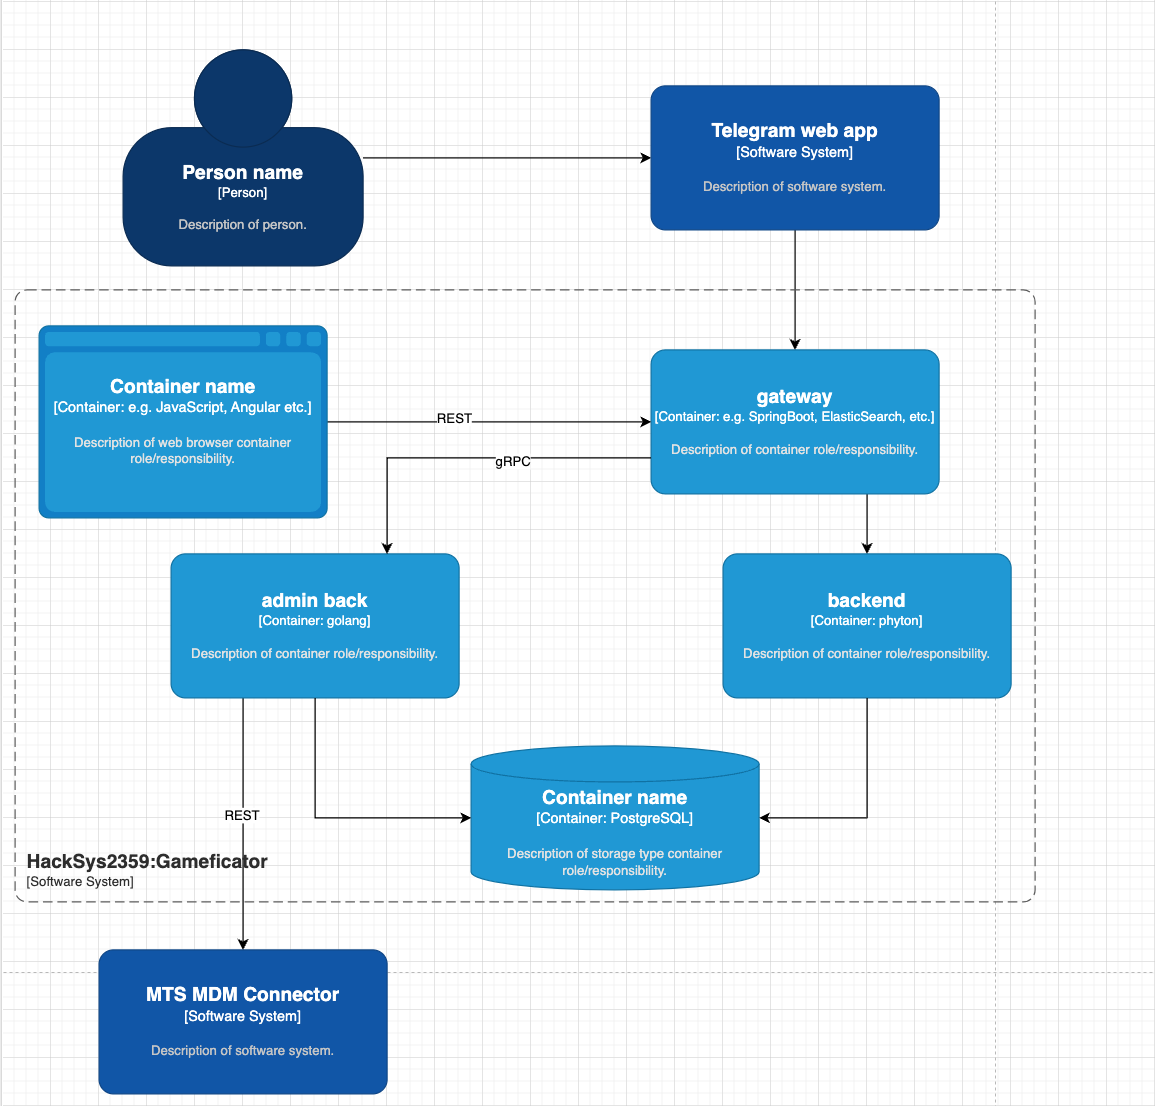 Person name
[Person]
Description of person.
Telegram web app
[Software System]
Description of software system.
Container name
[Container: e.g. JavaScript, Angular etc.]
Description of web browser container
role/responsibility.
REST
gateway
[Container: e.g. SpringBoot, ElasticSearch, etc.]
Description of container role/responsibility.
gRPC
admin back
[Container: golang]
Description of container role/responsibility.
backend
[Container: phyton]
Description of container role/responsibility.
Container name
[Container: PostgreSQL]
Description of storage type container
role/responsibility.
REST
HackSys2359:Gameficator
[Software System]
MTS MDM Connector
[Software System]
Description of software system.